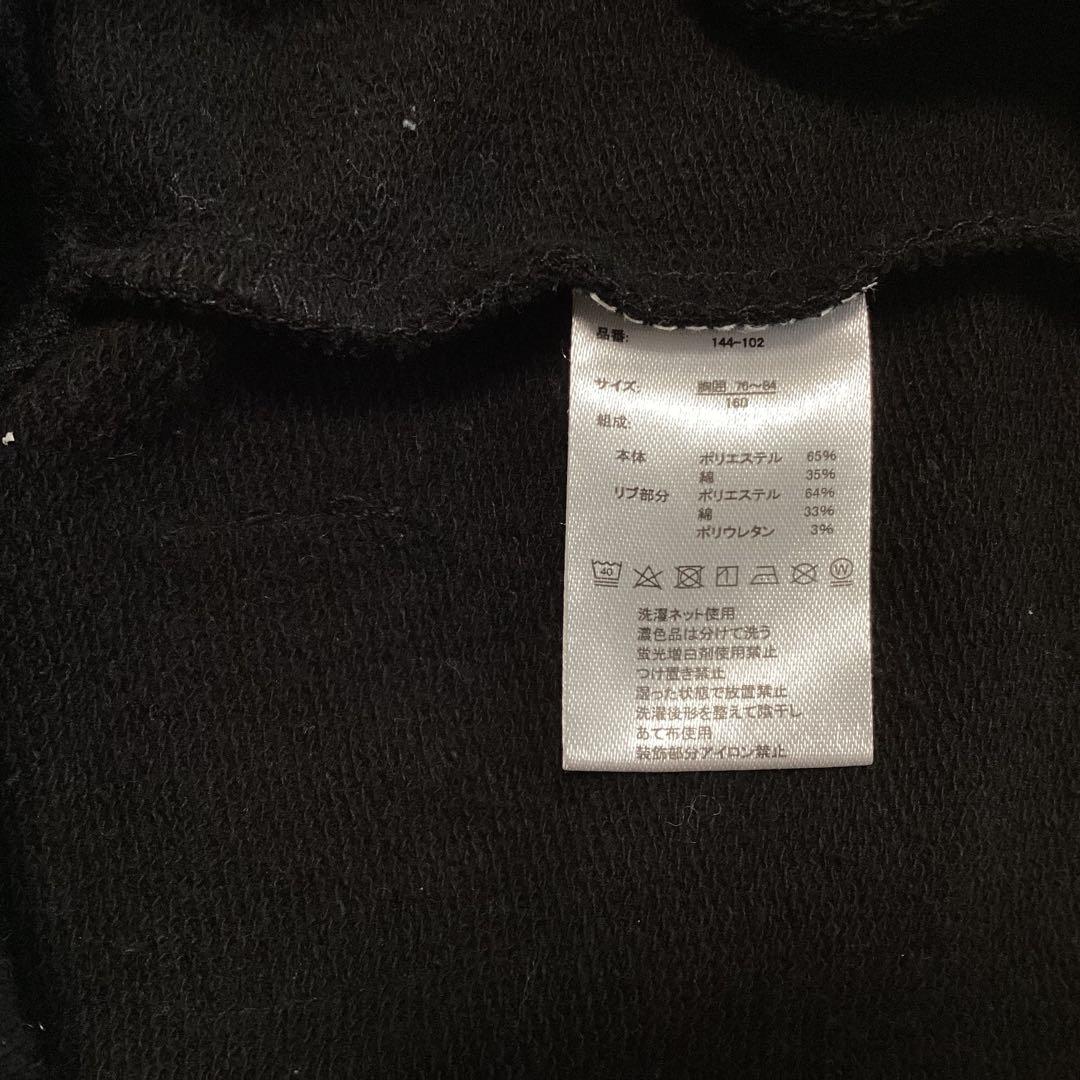 品番: 144-102
サイズ: 胸囲 76～84
160
組成:
本体 ポリエステル 65%
綿 35%
リブ部分 ポリエステル 64%
綿 33%
ポリウレタン 3%
40 W
洗濯ネット使用
濃色品は分けて洗う
蛍光増白剤使用禁止
つけ置き禁止
湿った状態で放置禁止
洗濯後形を整えて陰干し
あて布使用
装飾部分アイロン禁止